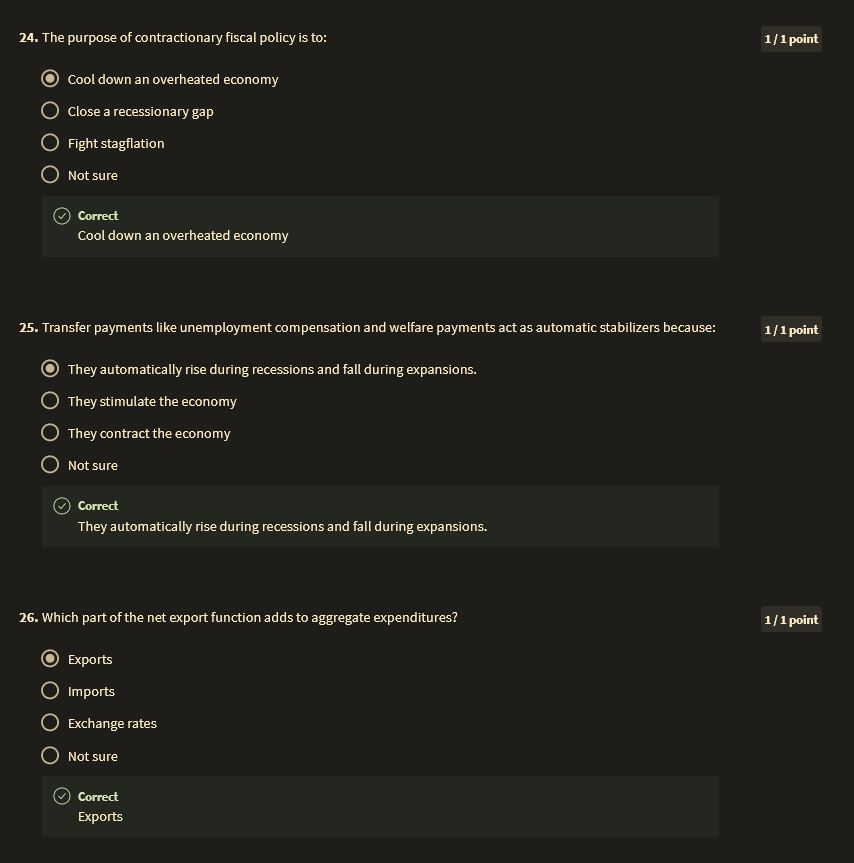 24. The purpose of contractionary fiscal policy is to:
1 / 1 point
Cool down an overheated economy
Close a recessionary gap
Fight stagflation
Not sure
Correct
Cool down an overheated economy
25. Transfer payments like unemployment compensation and welfare payments act as automatic stabilizers because:
1 / 1 point
They automatically rise during recessions and fall during expansions.
They stimulate the economy
They contract the economy
Not sure
Correct
They automatically rise during recessions and fall during expansions.
26. Which part of the net export function adds to aggregate expenditures?
1 / 1 point
Exports
Imports
Exchange rates
Not sure
Correct
Exports